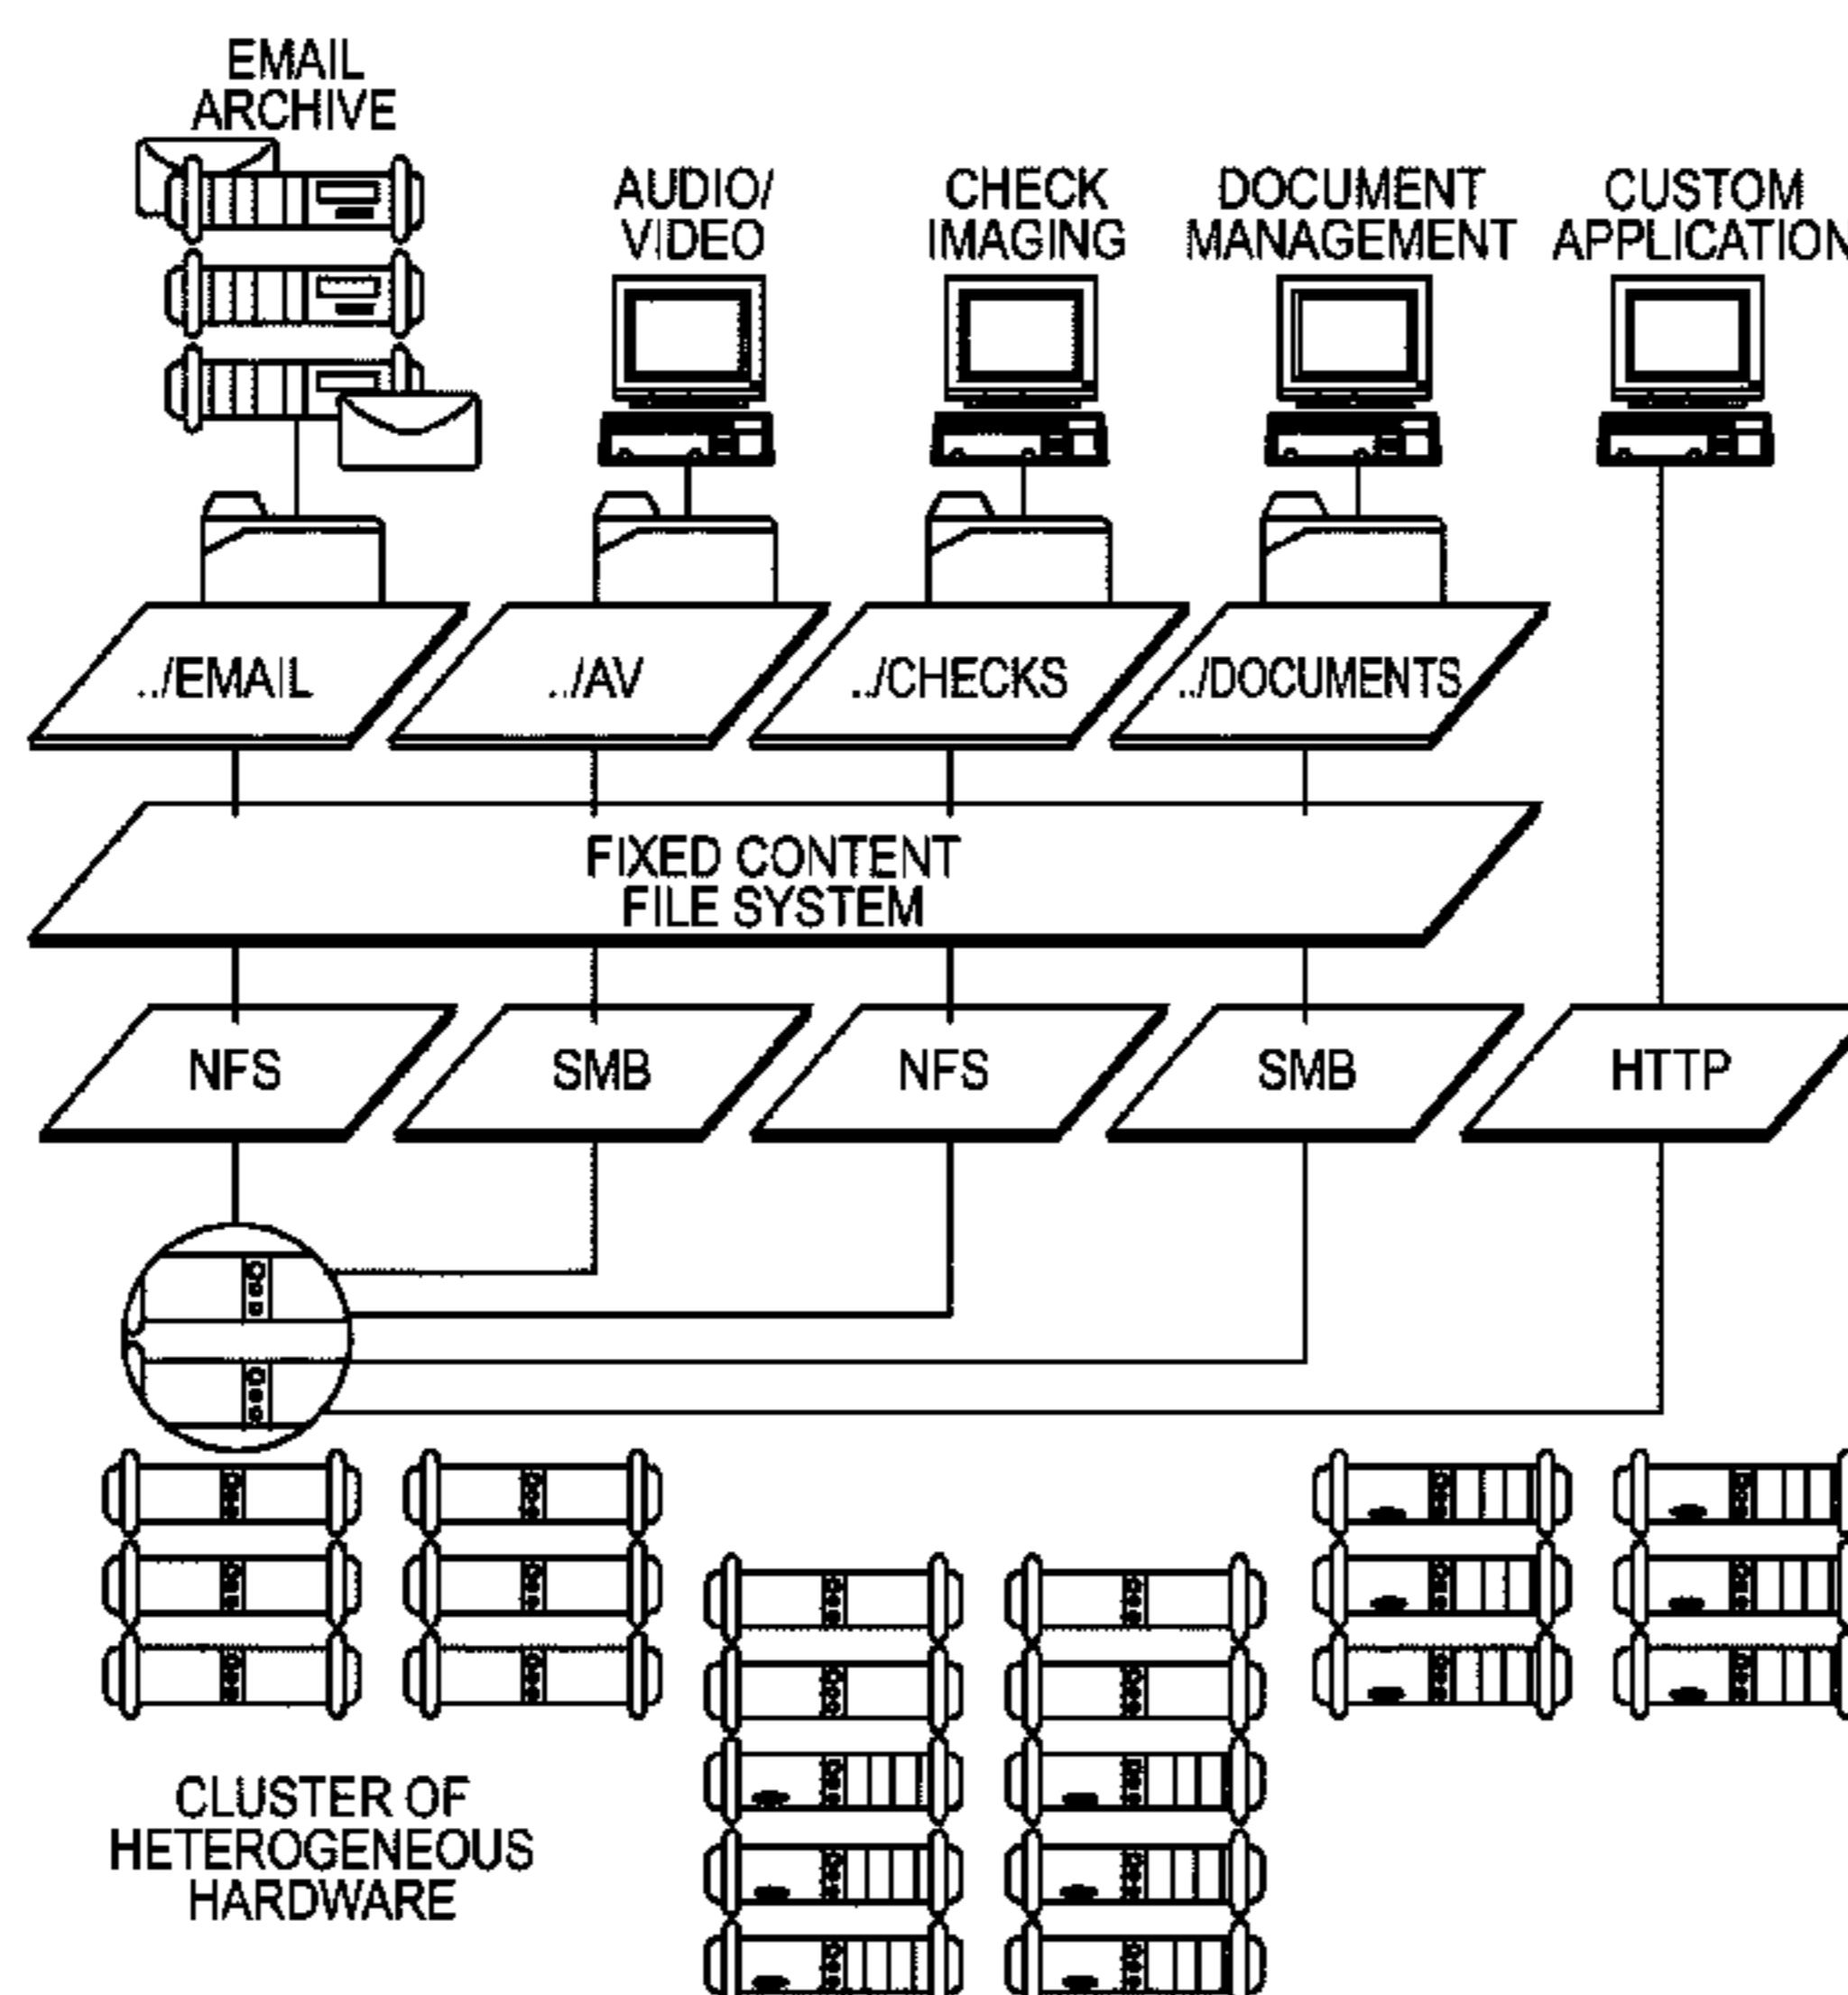 EMAIL
ARCHIVE
AUDIO/
VIDEO
CHECK
IMAGING
DOCUMENT
MANAGEMENT
CUSTOM
APPLICATION
../EMAIL
../AV
../CHECKS
../DOCUMENTS
FIXED CONTENT
FILE SYSTEM
NFS
SMB
NFS
SMB
HTTP
CLUSTER OF
HETEROGENEOUS
HARDWARE